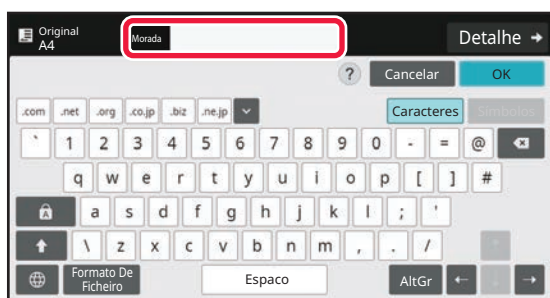 Original
A4
Morada
Detalhe
? Cancelar OK
.com .net .org .co.jp .biz .ne.jp Caracteres Símbolos
` 1 2 3 4 5 6 7 8 9 0 - = @
q w e r t y u i o p [ ] #
A a s d f g h j k l ; '
\ z x c v b n m , . /
Formato De
Ficheiro
Espaco AltGr